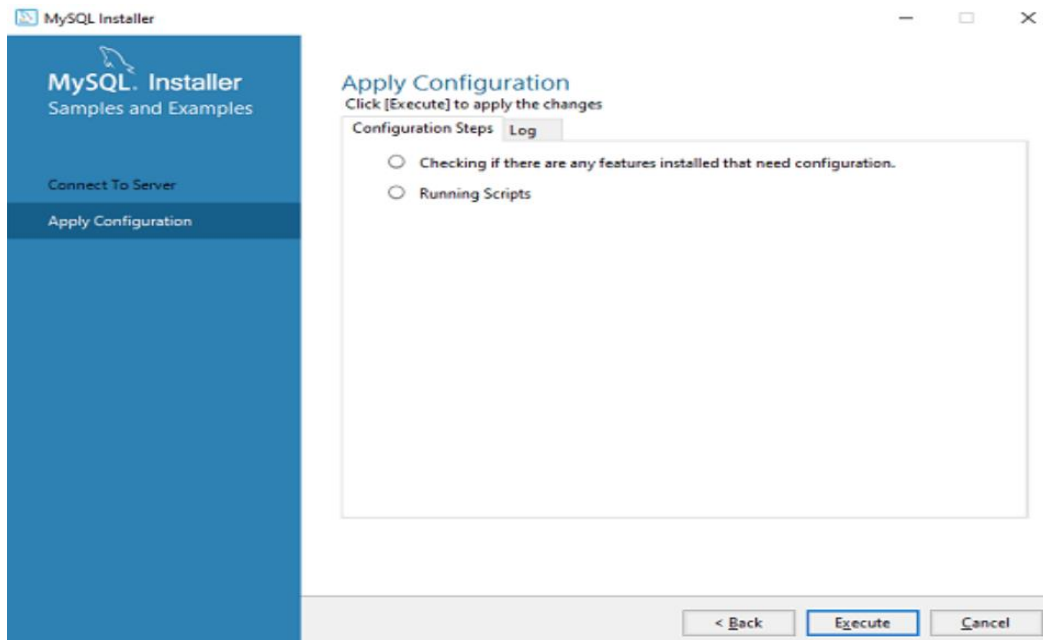 MySQL Installer
MySQL. Installer
Samples and Examples
Connect To Server
Apply Configuration
Apply Configuration
Click [Execute] to apply the changes
Configuration Steps
Log
Checking if there are any features installed that need configuration.
Running Scripts
< Back
Execute
Cancel